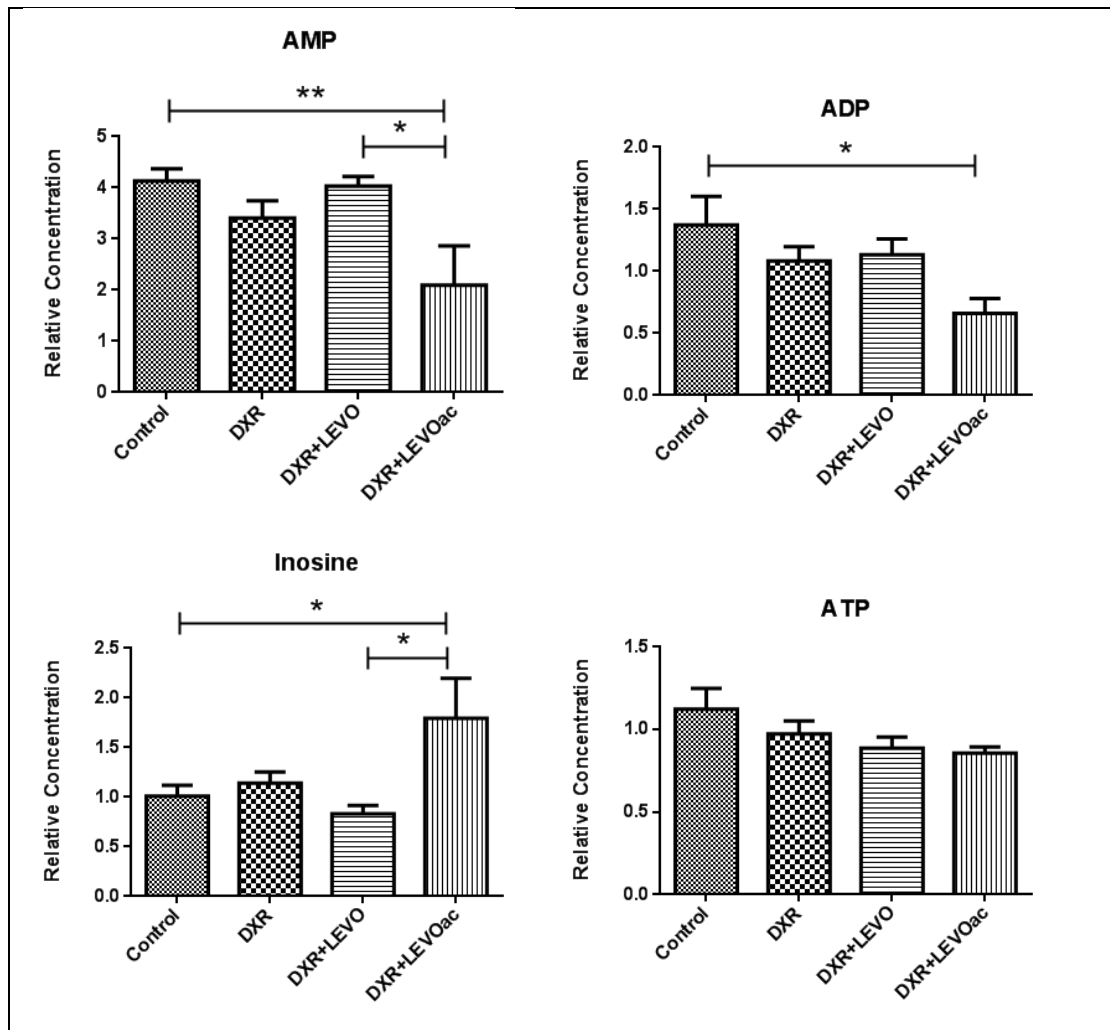 AMP
**
*
Relative Concentration
5
4
3
2
1
0
Control
DXR
DXR+LEVO
DXR+LEVOac
ADP
*
Relative Concentration
2.0
1.5
1.0
0.5
0.0
Control
DXR
DXR+LEVO
DXR+LEVOac
Inosine
*
*
Relative Concentration
2.5
2.0
1.5
1.0
0.5
0.0
Control
DXR
DXR+LEVO
DXR+LEVOac
ATP
Relative Concentration
1.5
1.0
0.5
0.0
Control
DXR
DXR+LEVO
DXR+LEVOac